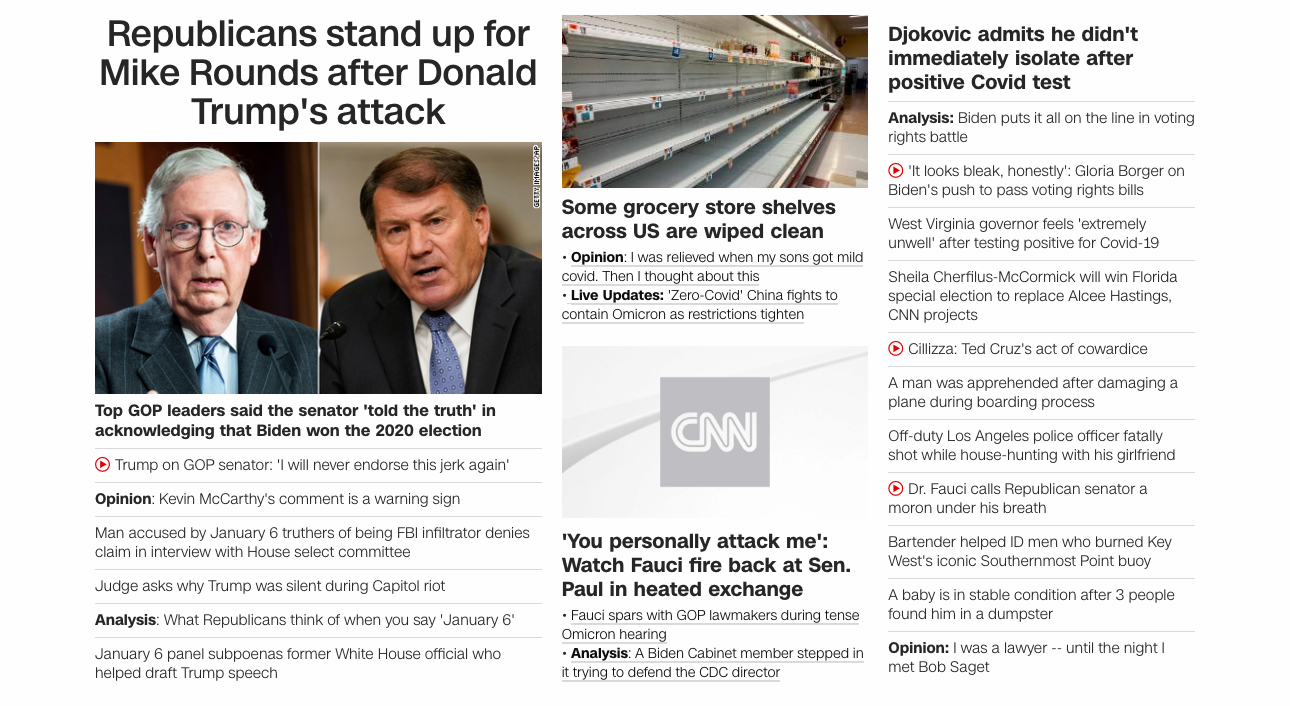 Republicans stand up for
Mike Rounds after Donald
Trump's attack
GETTY IMAGES/AP
Top GOP leaders said the senator 'told the truth' in
acknowledging that Biden won the 2020 election
Trump on GOP senator: 'I will never endorse this jerk again'
Opinion: Kevin McCarthy's comment is a warning sign
Man accused by January 6 truthers of being FBI infiltrator denies
claim in interview with House select committee
Judge asks why Trump was silent during Capitol riot
Analysis: What Republicans think of when you say 'January 6'
January 6 panel subpoenas former White House official who
helped draft Trump speech
Some grocery store shelves
across US are wiped clean
• Opinion: I was relieved when my sons got mild
covid. Then I thought about this
• Live Updates: 'Zero-Covid' China fights to
contain Omicron as restrictions tighten
CNN
'You personally attack me':
Watch Fauci fire back at Sen.
Paul in heated exchange
• Fauci spars with GOP lawmakers during tense
Omicron hearing
• Analysis: A Biden Cabinet member stepped in
it trying to defend the CDC director
Djokovic admits he didn't
immediately isolate after
positive Covid test
Analysis: Biden puts it all on the line in voting
rights battle
'It looks bleak, honestly': Gloria Borger on
Biden's push to pass voting rights bills
West Virginia governor feels 'extremely
unwell' after testing positive for Covid-19
Sheila Cherfilus-McCormick will win Florida
special election to replace Alcee Hastings,
CNN projects
Cillizza: Ted Cruz's act of cowardice
A man was apprehended after damaging a
plane during boarding process
Off-duty Los Angeles police officer fatally
shot while house-hunting with his girlfriend
Dr. Fauci calls Republican senator a
moron under his breath
Bartender helped ID men who burned Key
West's iconic Southernmost Point buoy
A baby is in stable condition after 3 people
found him in a dumpster
Opinion: I was a lawyer -- until the night I
met Bob Saget